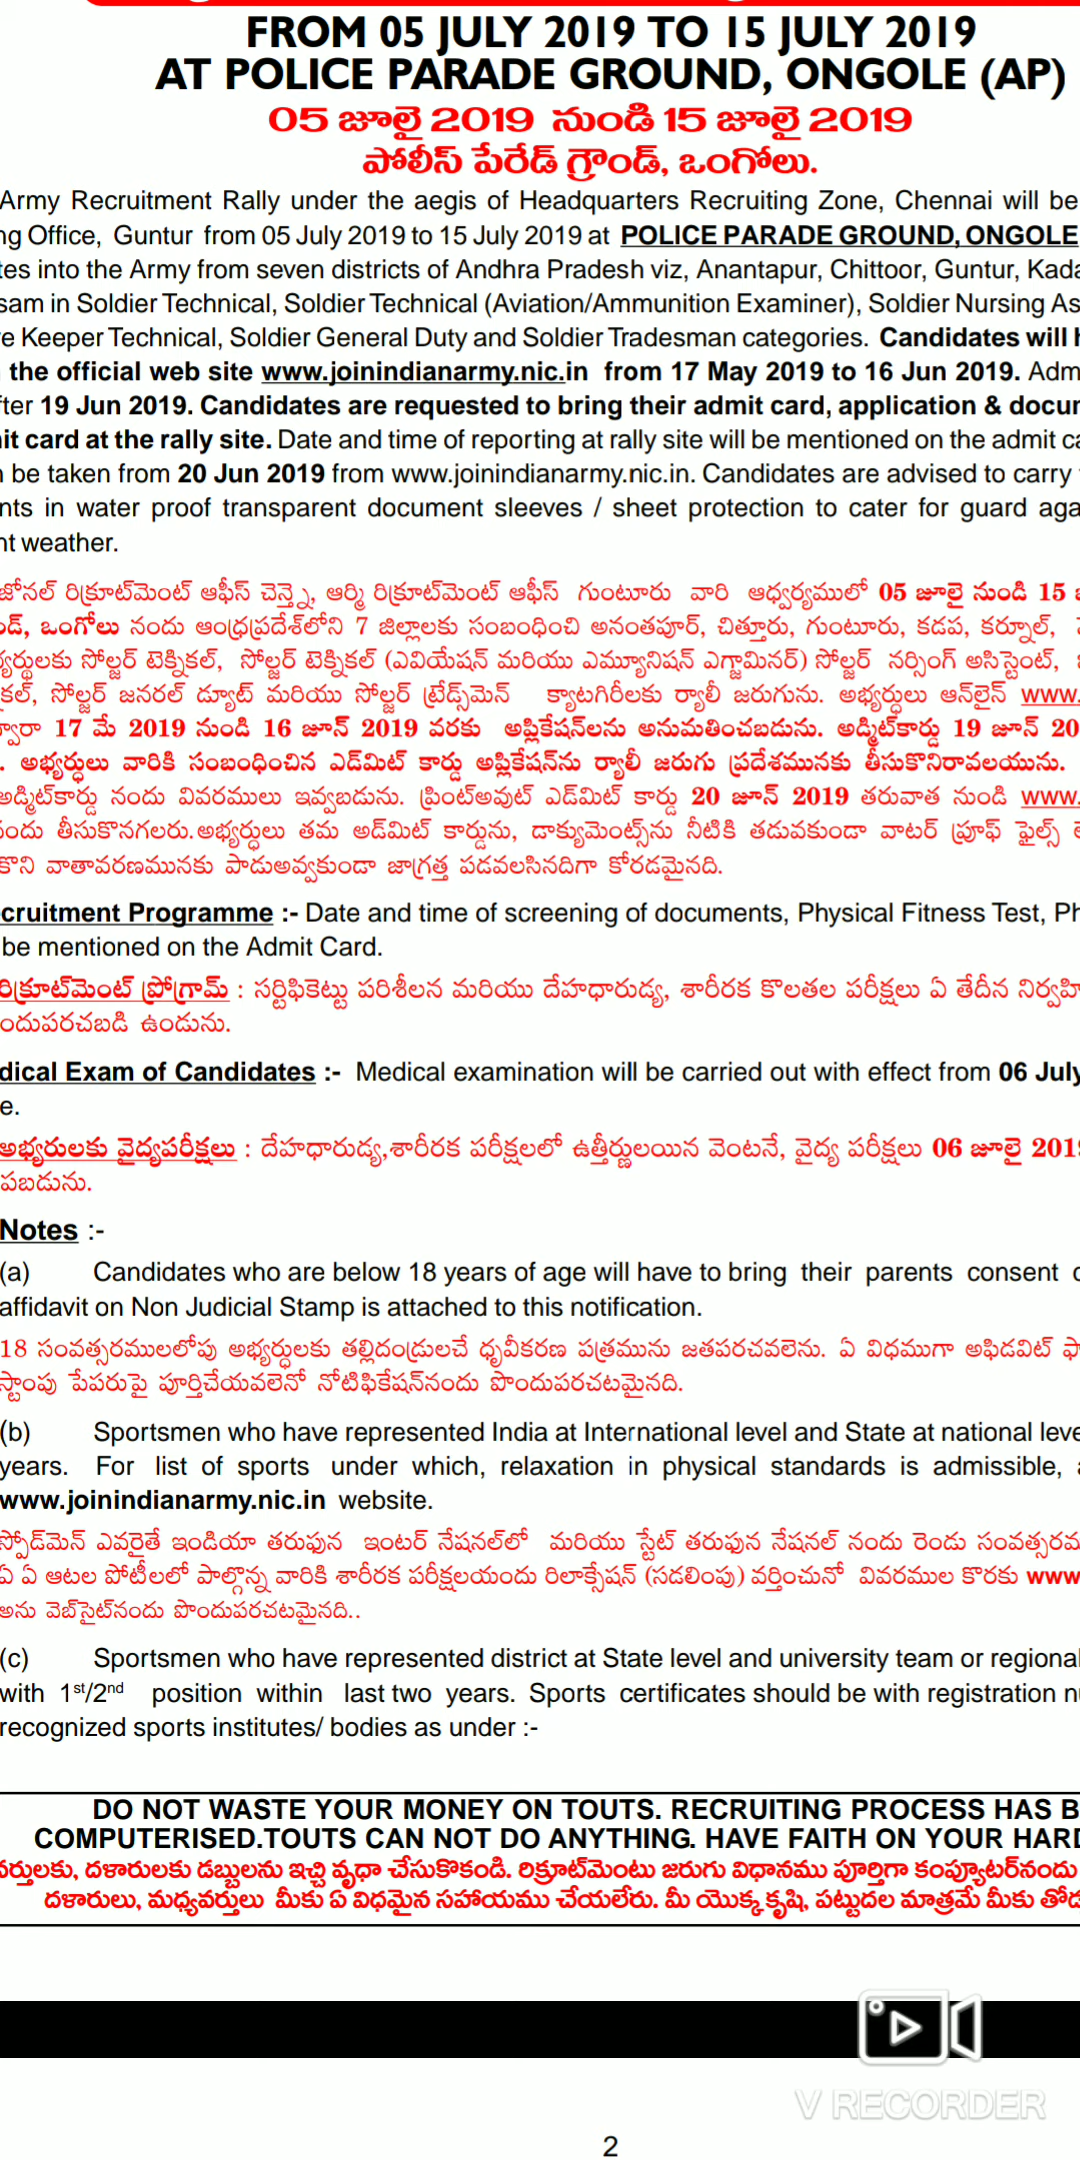 FROM 05 JULY 2019 TO 15 JULY 2019
AT POLICE PARADE GROUND, ONGOLE (AP)
05 జూలై 2019 నుండి 15 జూలై 2019
పోలీస్ పేరేడ్ గ్రౌండ్, ఒంగోలు.
Army Recruitment Rally under the aegis of Headquarters Recruiting Zone, Chennai will be
ng Office, Guntur from 05 July 2019 to 15 July 2019 at POLICE PARADE GROUND, ONGOLE
tes into the Army from seven districts of Andhra Pradesh viz, Anantapur, Chittoor, Guntur, Kada
sam in Soldier Technical, Soldier Technical (Aviation/Ammunition Examiner), Soldier Nursing As
e Keeper Technical, Soldier General Duty and Soldier Tradesman categories. Candidates will h
the official web site www.joinindianarmy.nic.in from 17 May 2019 to 16 Jun 2019. Adm
fter 19 Jun 2019. Candidates are requested to bring their admit card, application & docum
it card at the rally site. Date and time of reporting at rally site will be mentioned on the admit ca
be taken from 20 Jun 2019 from www.joinindianarmy.nic.in. Candidates are advised to carry
nts in water proof transparent document sleeves / sheet protection to cater for guard aga
nt weather.
జోనల్ రిక్రూట్‌మెంట్ ఆఫీస్ చెన్నై, ఆర్మి రిక్రూట్‌మెంట్ ఆఫీస్ గుంటూరు వారి ఆధ్వర్యములో 05 జూలై నుండి 15
ండ్, ఒంగోలు నందు ఆంధ్రప్రదేశ్‌లోని 7 జిల్లాలకు సంబంధించి అనంతపూర్, చిత్తూరు, గుంటూరు, కడప, కర్నూల్,
్యర్థులకు సోల్జర్ టెక్నికల్, సోల్జర్ టెక్నికల్ (ఎవియేషన్ మరియు ఎమ్యూనిషన్ ఎగ్జామినర్) సోల్జర్ నర్సింగ్ అసిస్టెంట్,
కల్, సోల్జర్ జనరల్ డ్యూట్ మరియు సోల్జర్ ట్రేడ్స్‌మెన్ క్యాటగిరీలకు ర్యాలీ జరుగును. అభ్యర్ధులు ఆన్‌లైన్ www.
్వారా 17 మే 2019 నుండి 16 జూన్ 2019 వరకు అప్లికేషన్‌లను అనుమతించబడును. అడ్మిట్‌కార్డు 19 జూన్ 20
. అభ్యర్ధులు వారికి సంబంధించిన ఎడ్‌మిట్ కార్డు అప్లికేషన్‌ను ర్యాలీ జరుగు ప్రదేశమునకు తీసుకొనిరావలయును.
అడ్మిట్‌కార్డు నందు వివరములు ఇవ్వబడును. ప్రింట్‌అవుట్ ఎడ్‌మిట్ కార్డు 20 జూన్ 2019 తరువాత నుండి www.
నందు తీసుకొనగలరు.అభ్యర్ధులు తమ అడ్‌మిట్ కార్డును, డాక్యుమెంట్స్‌ను నీటికి తడువకుండా వాటర్ ప్రూఫ్ ఫైల్స్
కొని వాతావరణమునకు పాడుఅవ్వకుండా జాగ్రత్త పడవలసినదిగా కోరడమైనది.
cruitment Programme :- Date and time of screening of documents, Physical Fitness Test, Ph
be mentioned on the Admit Card.
రిక్రూట్‌మెంట్ ప్రోగ్రామ్ : సర్టిఫికెట్లు పరిశీలన మరియు దేహధారుడ్య, శారీరక కొలతల పరీక్షలు ఏ తేదీన నిర్వహి
ందుపరచబడి ఉండును.
dical Exam of Candidates :- Medical examination will be carried out with effect from 06 July
e.
అభ్యరులకు వైద్యపరీక్షలు : దేహధారుడ్య,శారీరక పరీక్షలలో ఉత్తీర్ణులయిన వెంటనే, వైద్య పరీక్షలు 06 జూలై 2019
పబడును.
Notes :-
(a) Candidates who are below 18 years of age will have to bring their parents consent c
affidavit on Non Judicial Stamp is attached to this notification.
18 సంవత్సరములలోపు అభ్యర్ధులకు తల్లిదండ్రులచే ధృవీకరణ పత్రమును జతపరచవలెను. ఏ విధముగా అఫిడవిట్ ఫా
స్టాంపు పేపరుపై పూర్తిచేయవలెనో నోటిఫికేషన్‌నందు పొందుపరచటమైనది.
(b) Sportsmen who have represented India at International level and State at national leve
years. For list of sports under which, relaxation in physical standards is admissible, a
www.joinindianarmy.nic.in website.
స్పోడ్‌మెన్ ఎవరైతే ఇండియా తరుఫున ఇంటర్ నేషనల్‌లో మరియు స్టేట్ తరుఫున నేషనల్ నందు రెండు సంవత్సరమ
ఏ ఏ ఆటల పోటీలలో పాల్గొన్న వారికి శారీరక పరీక్షలయందు రిలాక్సేషన్ (సడలింపు) వర్తించునో వివరముల కొరకు www
అను వెబ్‌సైట్‌నందు పొందుపరచటమైనది..
(c) Sportsmen who have represented district at State level and university team or regional
with 1st/2nd position within last two years. Sports certificates should be with registration nu
recognized sports institutes/ bodies as under :-
DO NOT WASTE YOUR MONEY ON TOUTS. RECRUITING PROCESS HAS B
COMPUTERISED.TOUTS CAN NOT DO ANYTHING. HAVE FAITH ON YOUR HARD
వర్తులకు, దళారులకు డబ్బులను ఇచ్చి వృధా చేసుకొకండి. రిక్రూట్‌మెంటు జరుగు విధానము పూర్తిగా కంప్యూటర్‌నందు
దళారులు, మధ్యవర్తులు మీకు ఏ విధమైన సహాయము చేయలేరు. మీ యొక్క కృషి, పట్టుదల మాత్రమే మీకు తోడ
V RECORDER
2